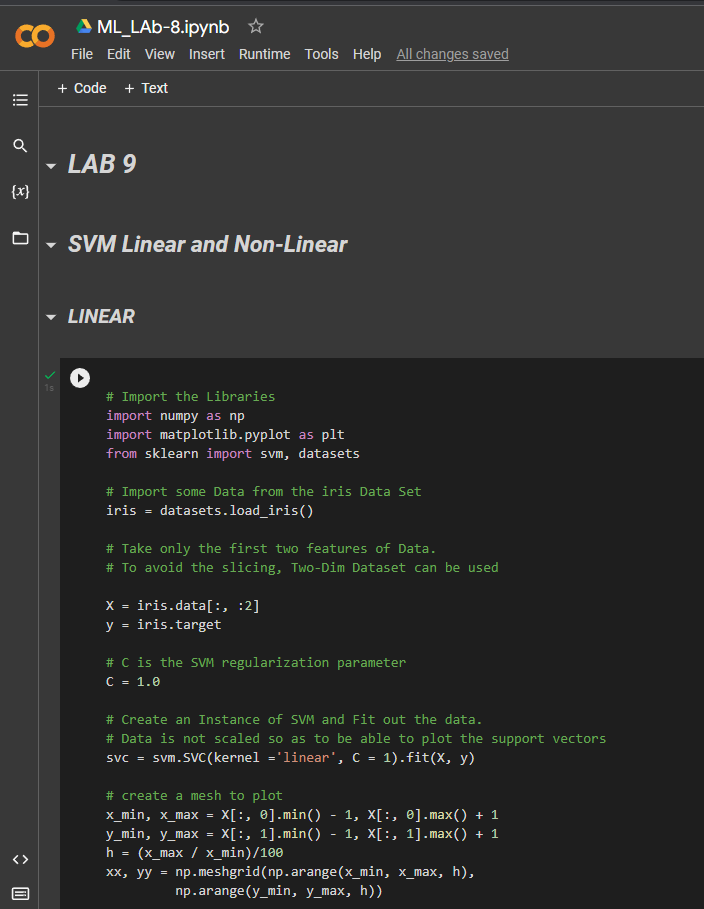 ML_LAb-8.ipynb
File Edit View Insert Runtime Tools Help All changes saved
+ Code + Text
LAB 9
{x}
SVM Linear and Non-Linear
LINEAR
1s
# Import the Libraries
import numpy as np
import matplotlib.pyplot as plt
from sklearn import svm, datasets
# Import some Data from the iris Data Set
iris = datasets.load_iris()
# Take only the first two features of Data.
# To avoid the slicing, Two-Dim Dataset can be used
X = iris.data[:, :2]
y = iris.target
# C is the SVM regularization parameter
C = 1.0
# Create an Instance of SVM and Fit out the data.
# Data is not scaled so as to be able to plot the support vectors
svc = svm.SVC(kernel ='linear', C = 1).fit(X, y)
# create a mesh to plot
x_min, x_max = X[:, 0].min() - 1, X[:, 0].max() + 1
y_min, y_max = X[:, 1].min() - 1, X[:, 1].max() + 1
h = (x_max / x_min)/100
xx, yy = np.meshgrid(np.arange(x_min, x_max, h),
         np.arange(y_min, y_max, h))